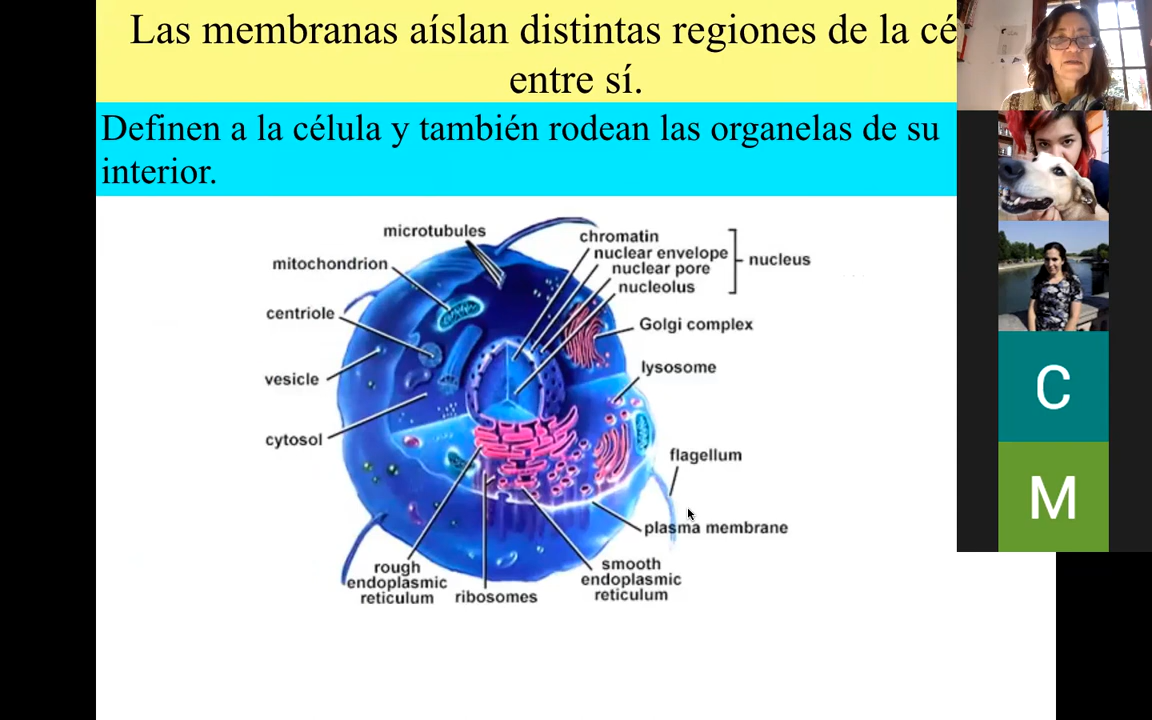 Las membranas aíslan distintas regiones de la cé
entre sí.
Definen a la célula y también rodean las organelas de su
interior.
microtubules
mitochondrion
centriole
vesicle
cytosol
chromatin
nuclear envelope
nuclear pore
nucleolus
nucleus
Golgi complex
lysosome
flagellum
plasma membrane
smooth
endoplasmic
reticulum
ribosomes
rough
endoplasmic
reticulum
C
M